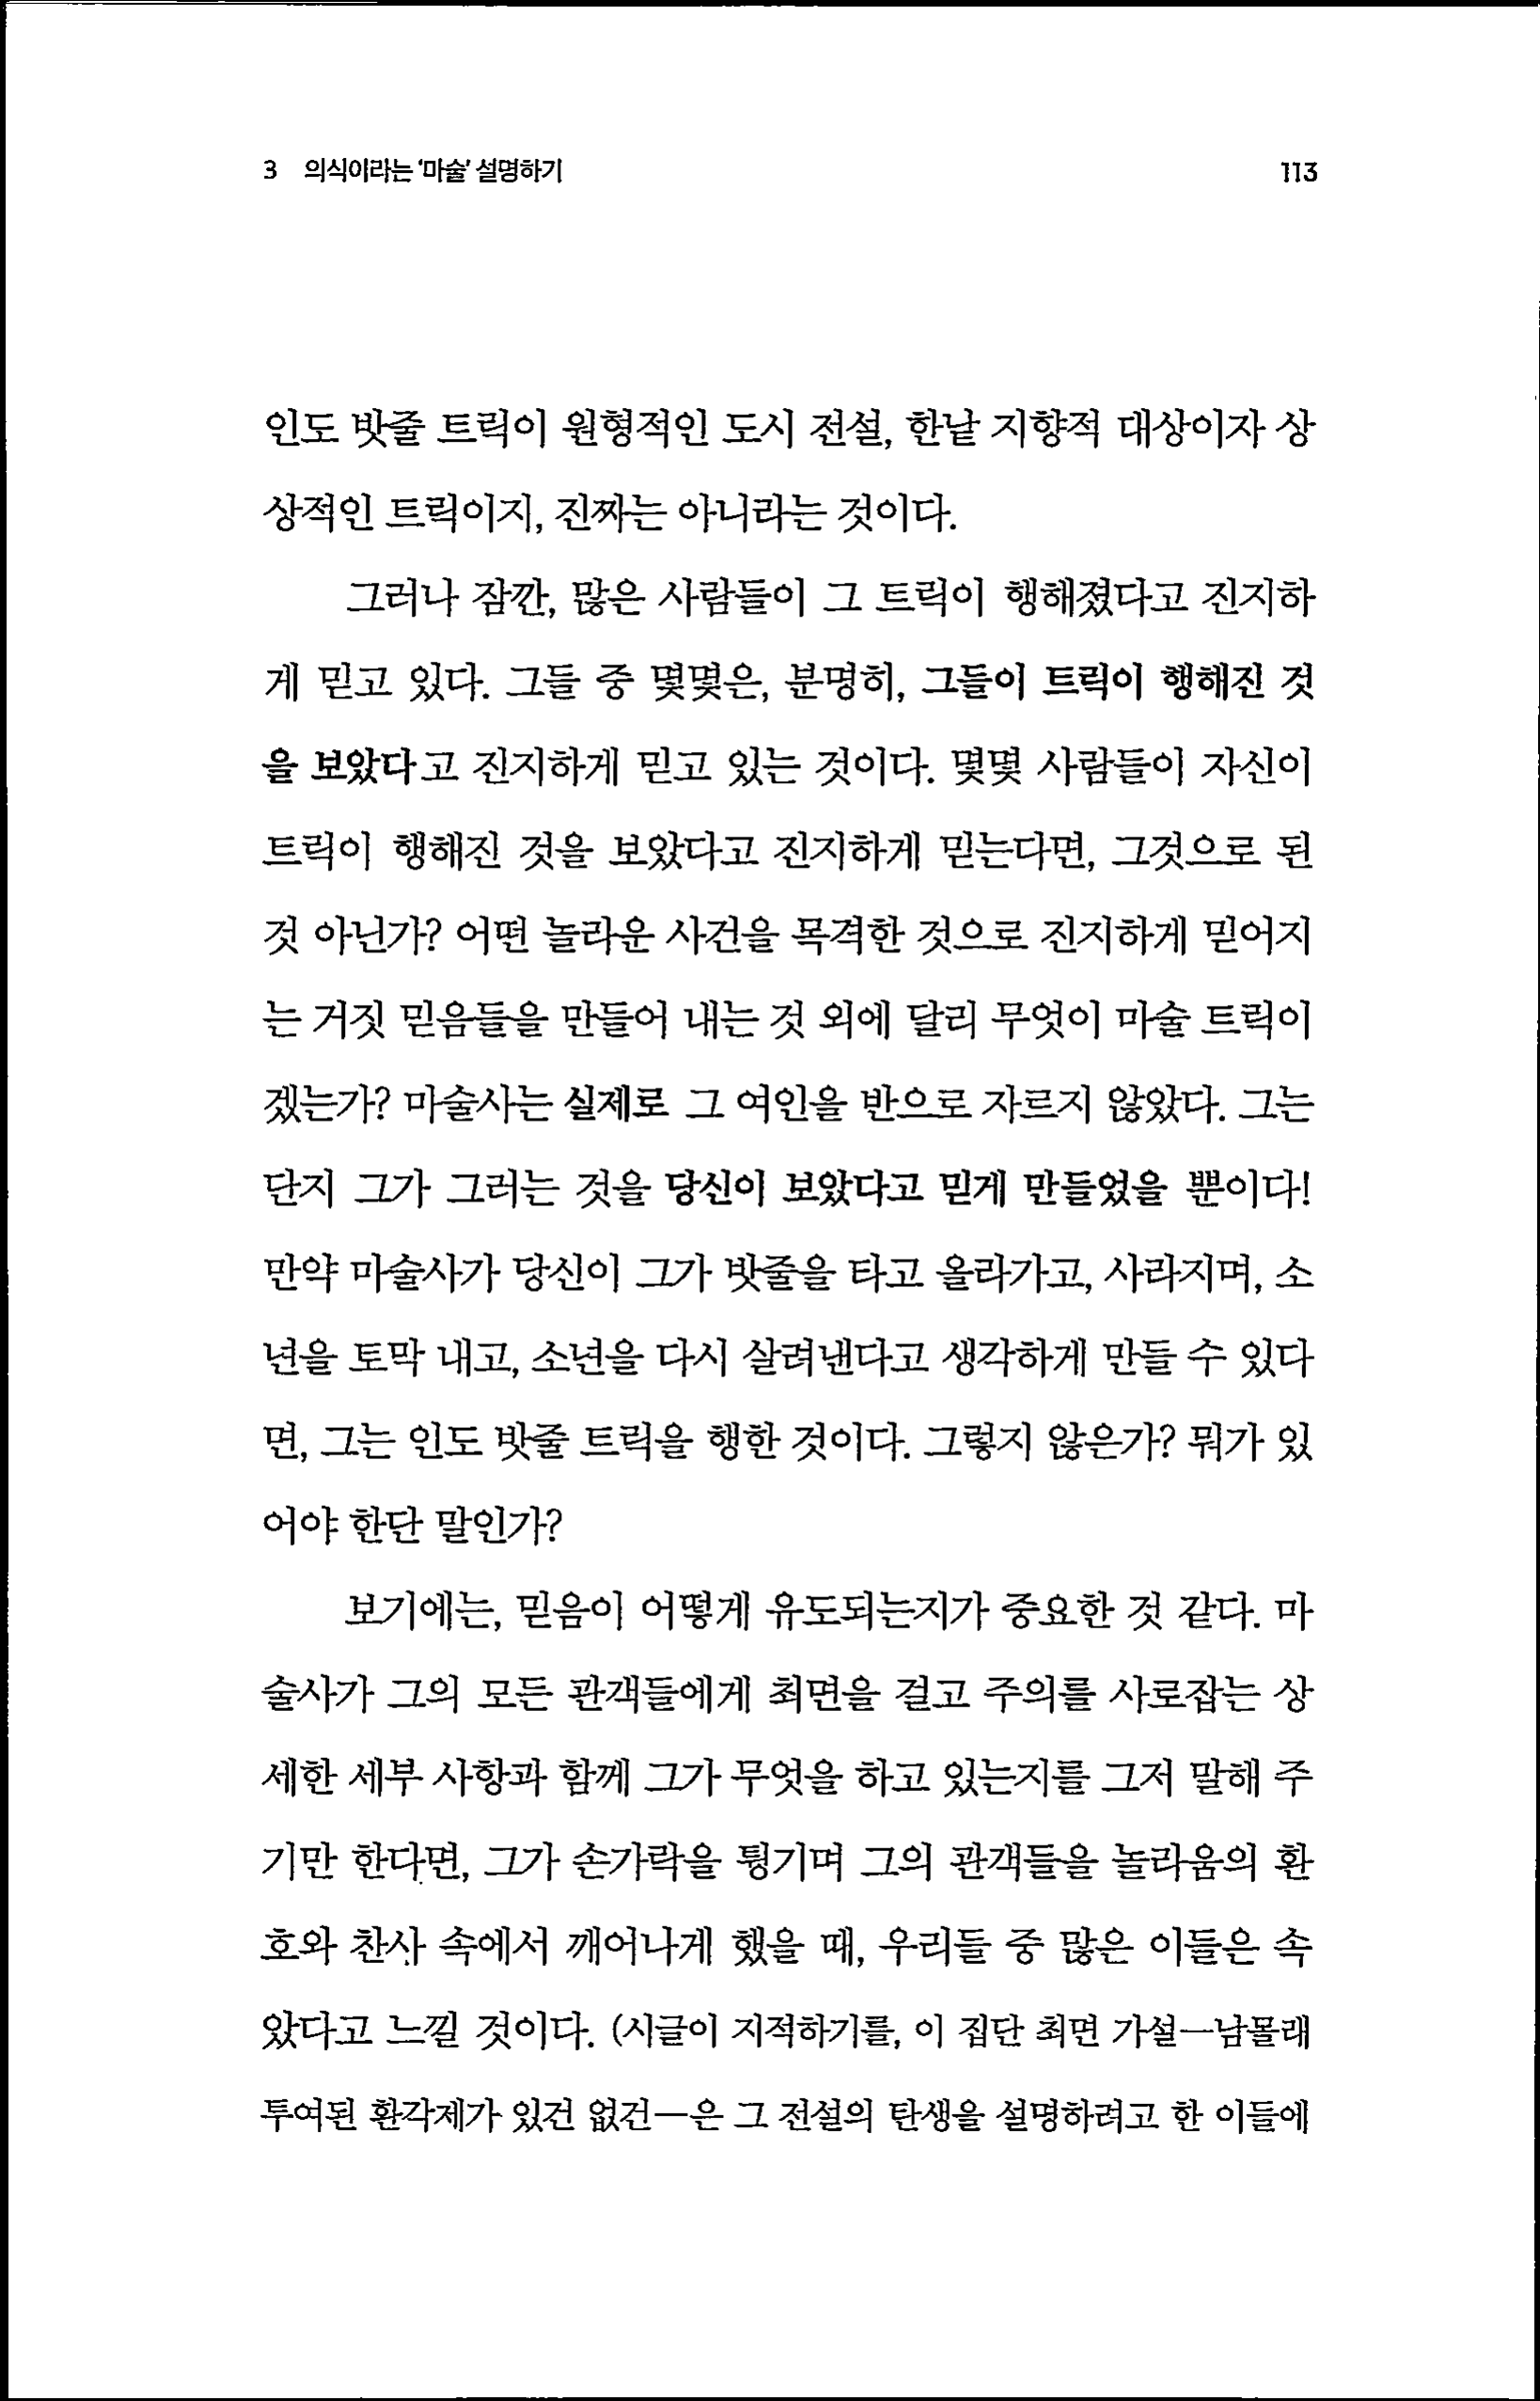 3 의식이라는 '마술' 설명하기 113
인도 밧줄 트릭이 원형적인 도시 전설, 한낱 지향적 대상이자 상
상적인 트릭이지, 진짜는 아니라는 것이다.
그러나 잠깐, 많은 사람들이 그 트릭이 행해졌다고 진지하
게 믿고 있다. 그들 중 몇몇은, 분명히, 그들이 트릭이 행해진 것
을 보았다고 진지하게 믿고 있는 것이다. 몇몇 사람들이 자신이
트릭이 행해진 것을 보았다고 진지하게 믿는다면, 그것으로 된
것 아닌가? 어떤 놀라운 사건을 목격한 것으로 진지하게 믿어지
는 거짓 믿음들을 만들어 내는 것 외에 달리 무엇이 마술 트릭이
겠는가? 마술사는 실제로 그 여인을 반으로 자르지 않았다. 그는
단지 그가 그러는 것을 당신이 보았다고 믿게 만들었을 뿐이다!
만약 마술사가 당신이 그가 밧줄을 타고 올라가고, 사라지며, 소
년을 토막 내고, 소년을 다시 살려낸다고 생각하게 만들 수 있다
면, 그는 인도 밧줄 트릭을 행한 것이다. 그렇지 않은가? 뭐가 있
어야 한단 말인가?
보기에는, 믿음이 어떻게 유도되는지가 중요한 것 같다. 마
술사가 그의 모든 관객들에게 최면을 걸고 주의를 사로잡는 상
세한 세부 사항과 함께 그가 무엇을 하고 있는지를 그저 말해 주
기만 한다면, 그가 손가락을 튕기며 그의 관객들을 놀라움의 환
호와 찬사 속에서 깨어나게 했을 때, 우리들 중 많은 이들은 속
았다고 느낄 것이다. (시글이 지적하기를, 이 집단 최면 가설—남몰래
투여된 환각제가 있건 없건—은 그 전설의 탄생을 설명하려고 한 이들에